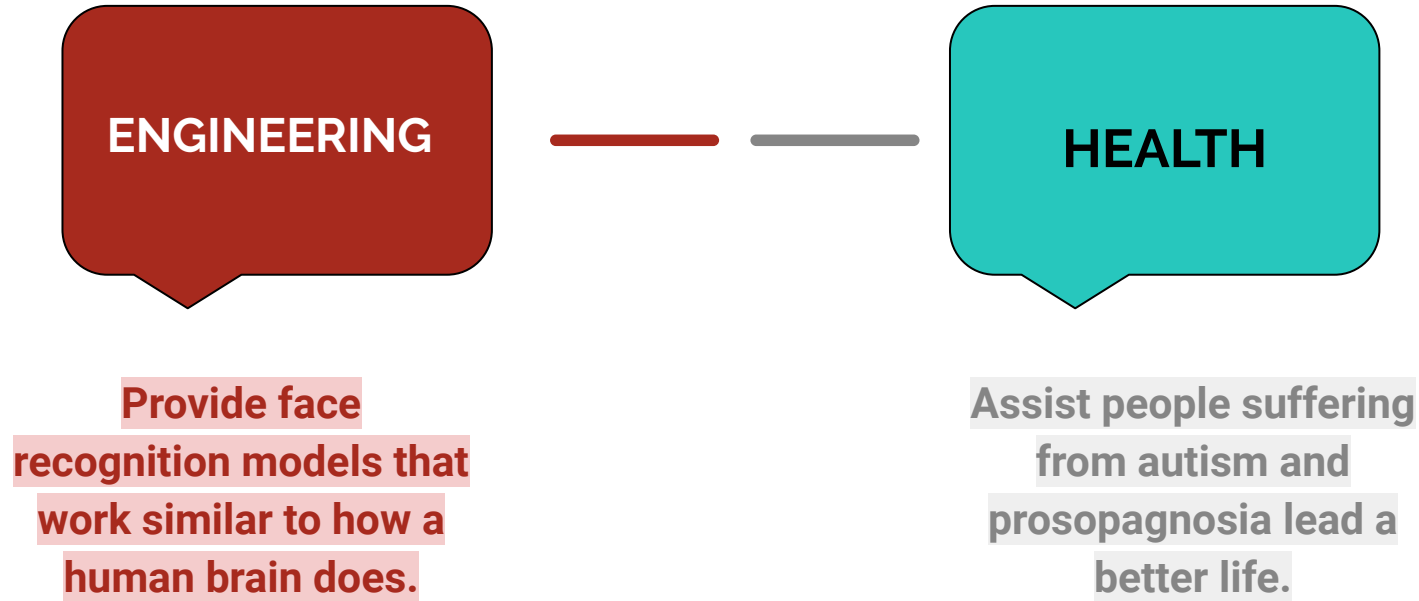 ENGINEERING
HEALTH
Provide face
recognition models that
work similar to how a
human brain does.
Assist people suffering
from autism and
prosopagnosia lead a
better life.